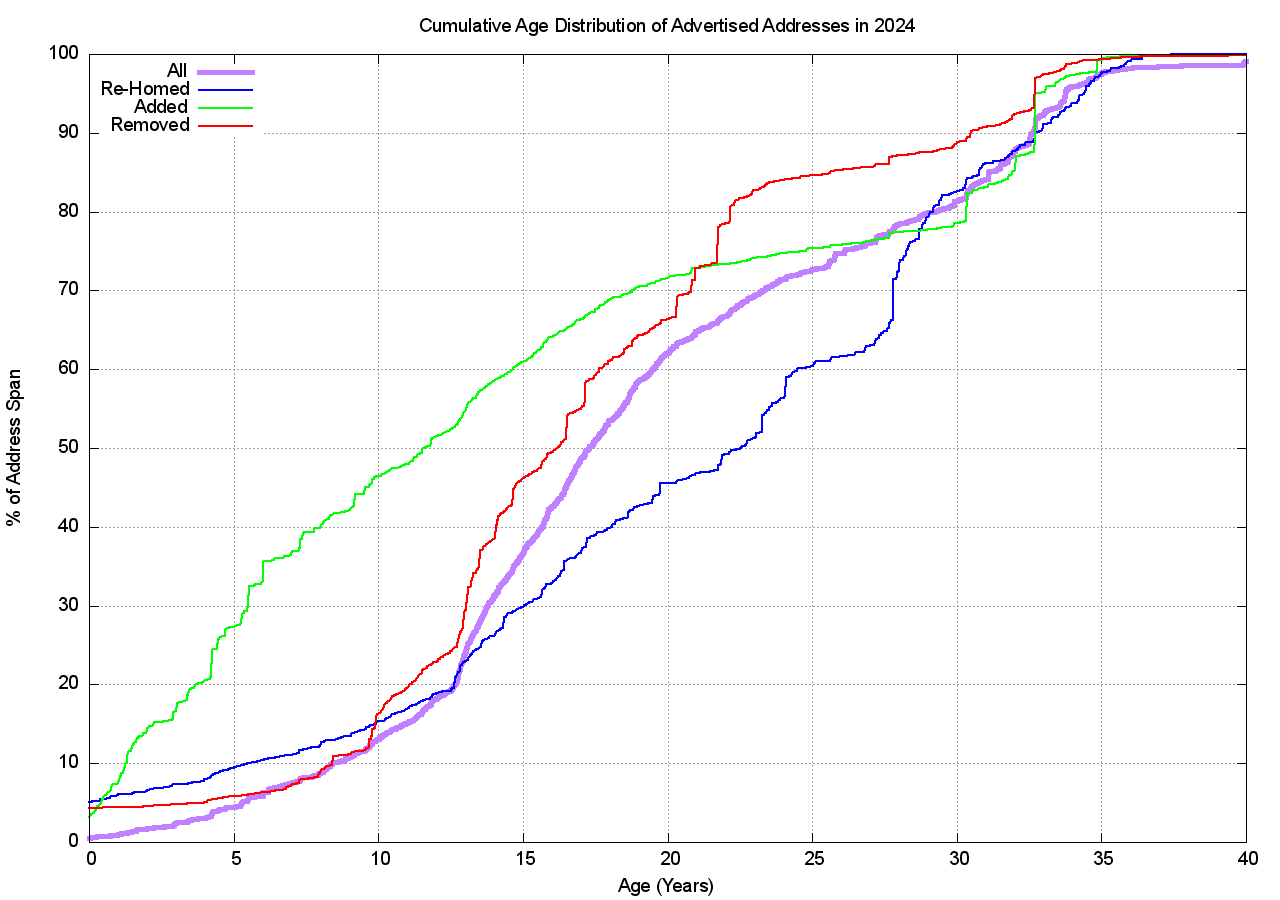 Cumulative Age Distribution of Advertised Addresses in 2024
100
90
80
70
60
50
40
30
20
10
0
All
Re-Homed
Added
Removed
% of Address Span
0 5 10 15 20 25 30 35 40
Age (Years)